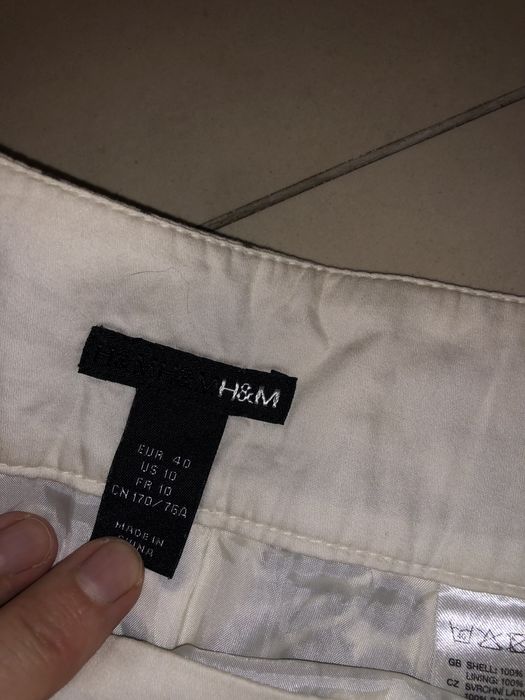 H&M
EUR 40
US 10
FR 10
CN 170/76A
MADE IN
CHINA
GB SHELL: 100%
LINING: 100%
CZ SVRCHNÍ
100%